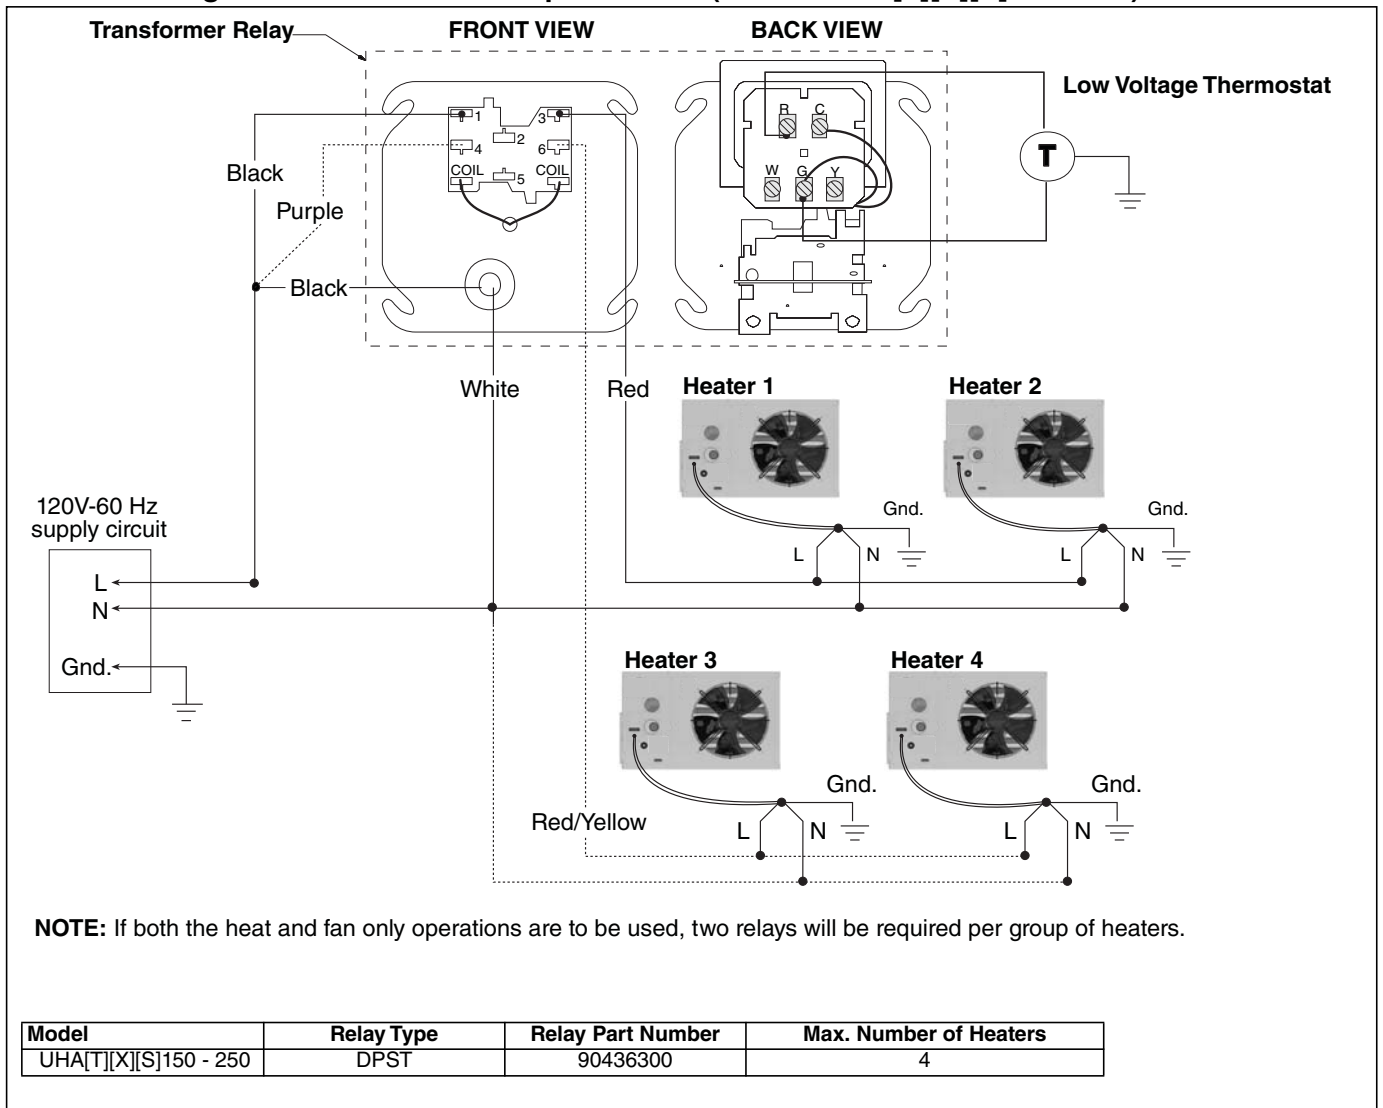 Transformer Relay
FRONT VIEW
BACK VIEW
Low Voltage Thermostat
1
3
2
4
6
COIL
5
COIL
R
C
W
G
Y
T
Black
Purple
Black
White
Red
Heater 1
Heater 2
120V-60 Hz
supply circuit
L
N
Gnd.
Gnd.
L
N
Gnd.
L
N
Heater 3
Heater 4
Red/Yellow
Gnd.
L
N
Gnd.
L
N
NOTE: If both the heat and fan only operations are to be used, two relays will be required per group of heaters.
Model Relay Type Relay Part Number Max. Number of Heaters
UHA[T][X][S]150 - 250 DPST 90436300 4